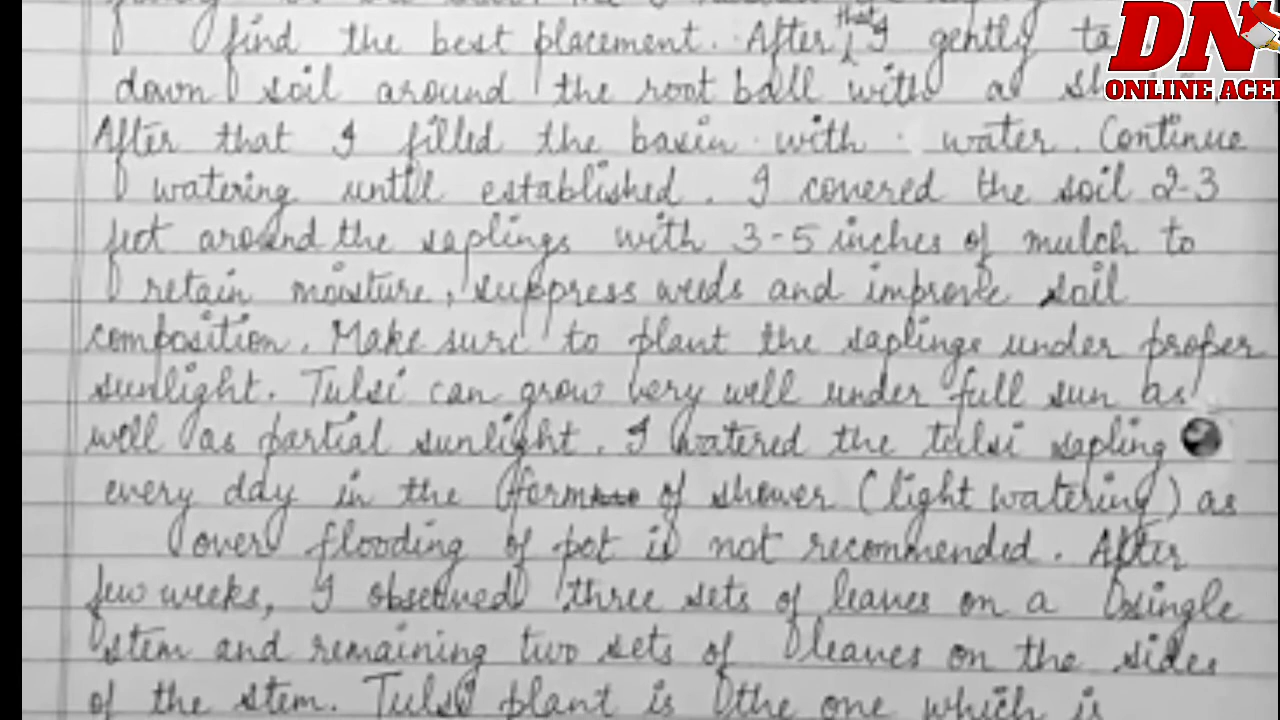 find the best placement. After that I gently ta
down soil around the root ball with a sh
After that I filled the basin with water. Continue
watering until established. I covered the soil 2-3
feet around the saplings with 3-5 inches of mulch to
retain moisture, suppress weeds and improve soil
composition. Make sure to plant the saplings under proper
sunlight. Tulsi can grow very well under full sun as
well as partial sunlight. I watered the tulsi sapling
every day in the form of shower (light watering) as
over flooding of pot is not recommended. After
few weeks, I observed three sets of leaves on a single
stem and remaining two sets of leaves on the sides
of the stem. Tulsi plant is the one which is
DN
ONLINE ACE